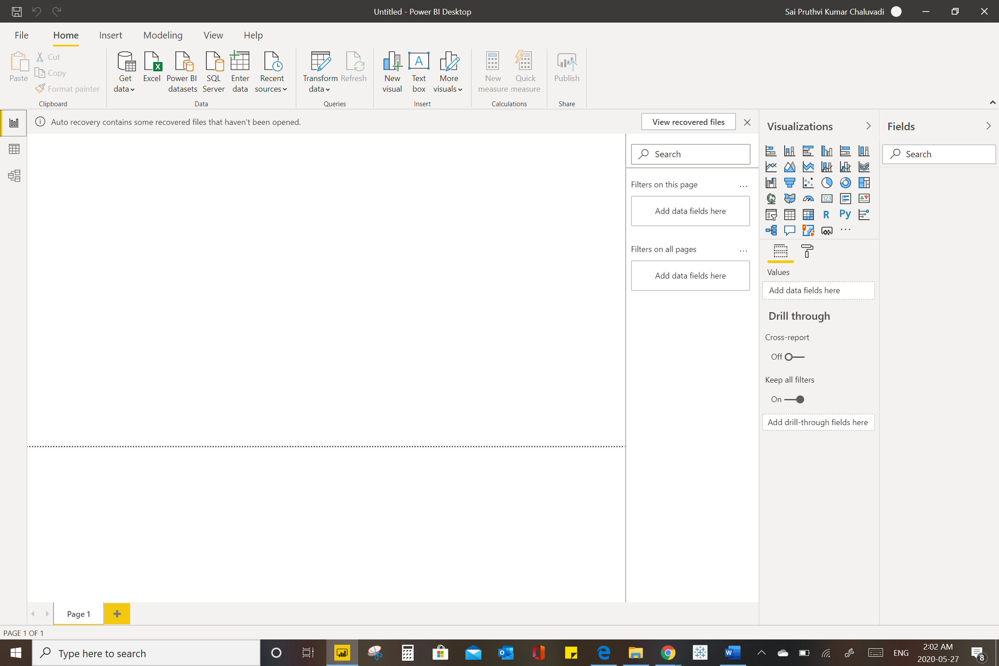 Untitled - Power BI Desktop
Sai Pruthvi Kumar Chaluvadi
File Home Insert Modeling View Help
Paste
Cut
Copy
Format painter
Clipboard
Get data
Excel
Power BI datasets
SQL Server
Enter data
Recent sources
Data
Transform data
Refresh
Queries
New visual
Text box
More visuals
Insert
New measure
Quick measure
Calculations
Publish
Share
Auto recovery contains some recovered files that haven't been opened.
View recovered files
Search
Filters on this page ...
Add data fields here
Filters on all pages ...
Add data fields here
Visualizations
123
R Py
...
Values
Add data fields here
Drill through
Cross-report
Off
Keep all filters
On
Add drill-through fields here
Fields
Search
Page 1
PAGE 1 OF 1
Type here to search
ENG
2:02 AM
2020-05-27
8